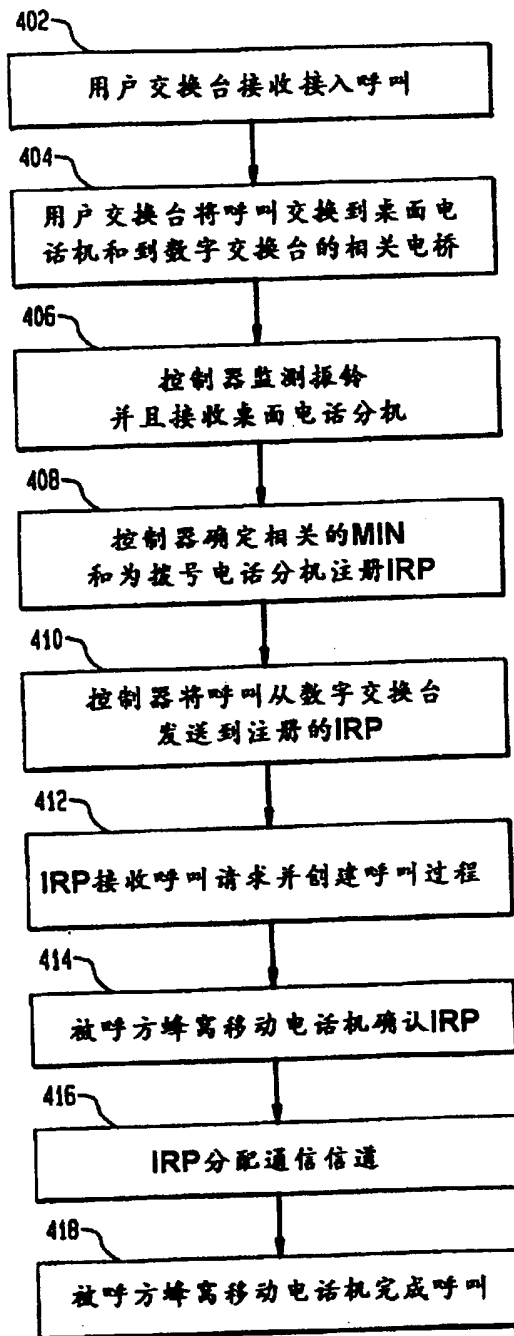 402
用户交换台接收接入呼叫
404
用户交换台将呼叫交换到桌面电
话机和到数字交换台的相关电桥
406
控制器监测振铃
并且接收桌面电话分机
408
控制器确定相关的MIN
和为拨号电话分机注册IRP
410
控制器将呼叫从数字交换台
发送到注册的IRP
412
IRP接收呼叫请求并创建呼叫过程
414
被呼方蜂窝移动电话机确认IRP
416
IRP分配通信信道
418
被呼方蜂窝移动电话机完成呼叫